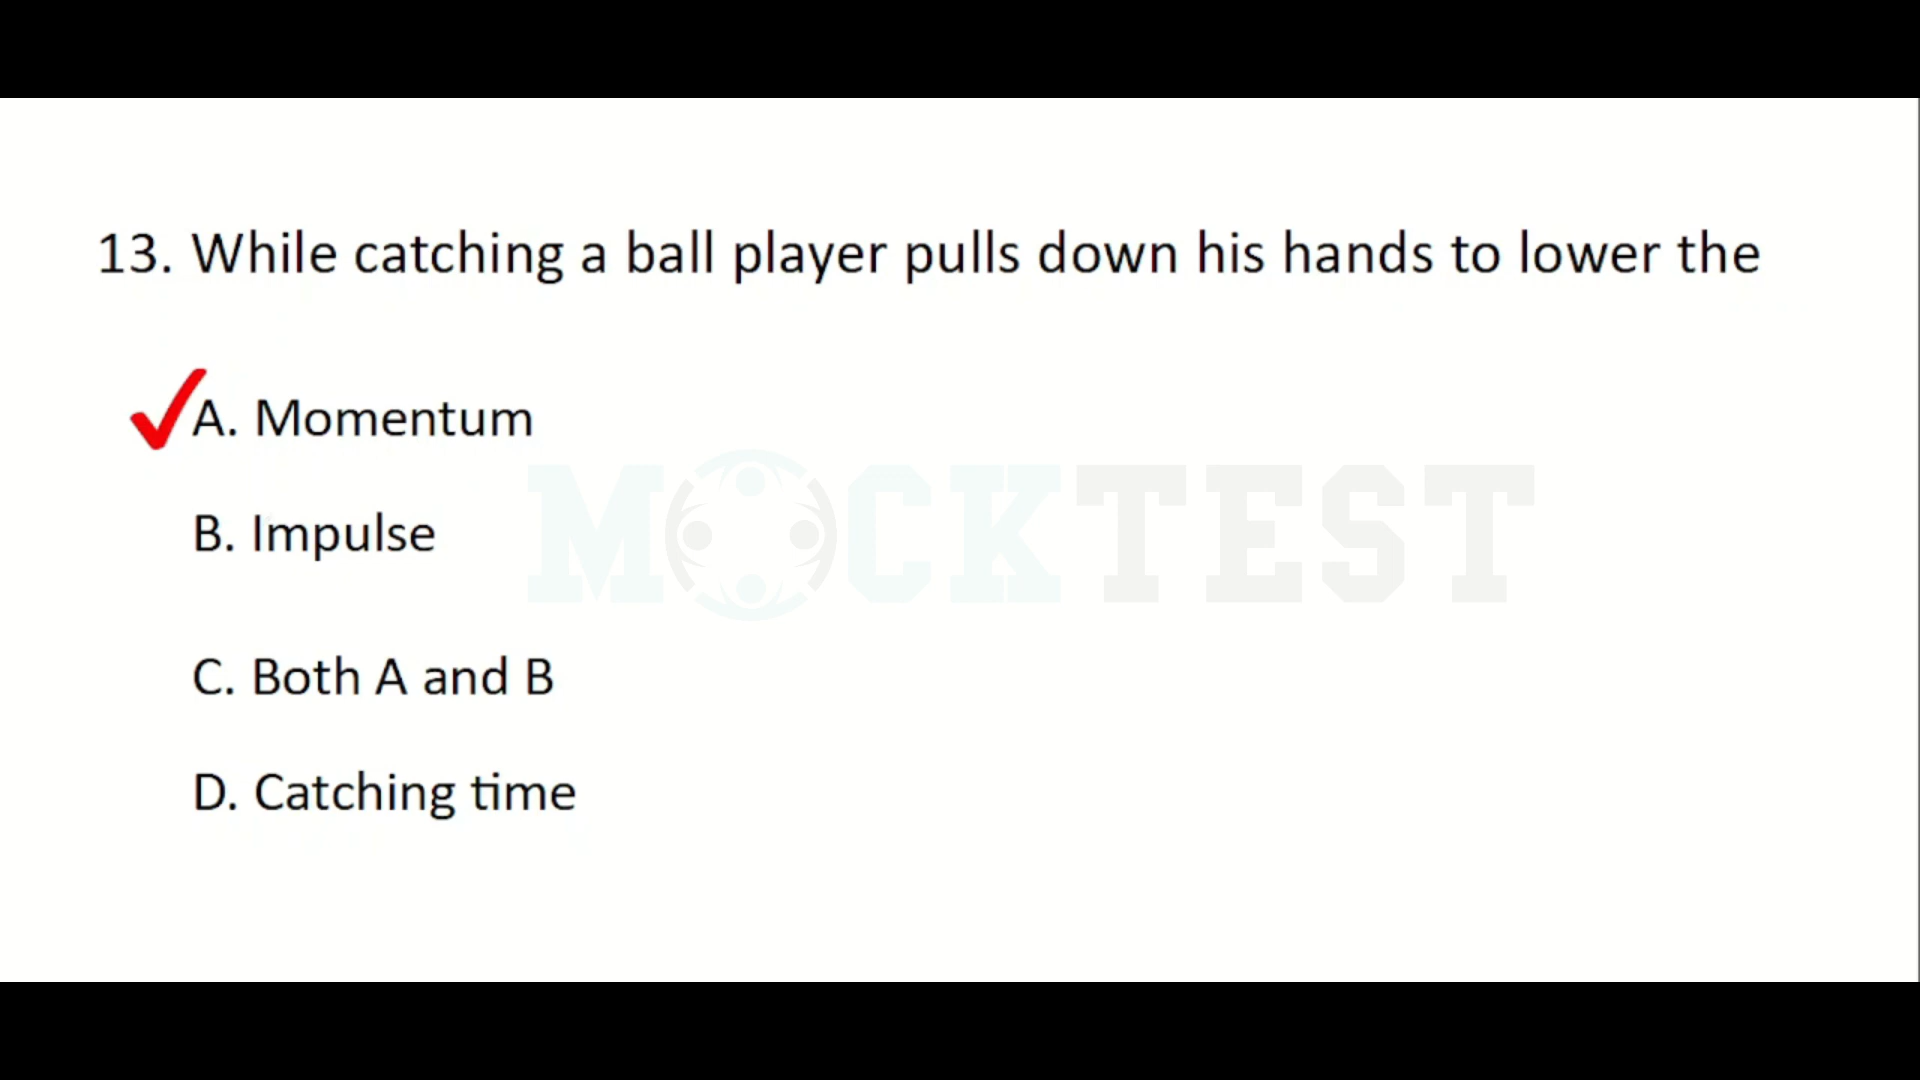 13. While catching a ball player pulls down his hands to lower the
A. Momentum
B. Impulse
MOCKTEST
C. Both A and B
D. Catching time